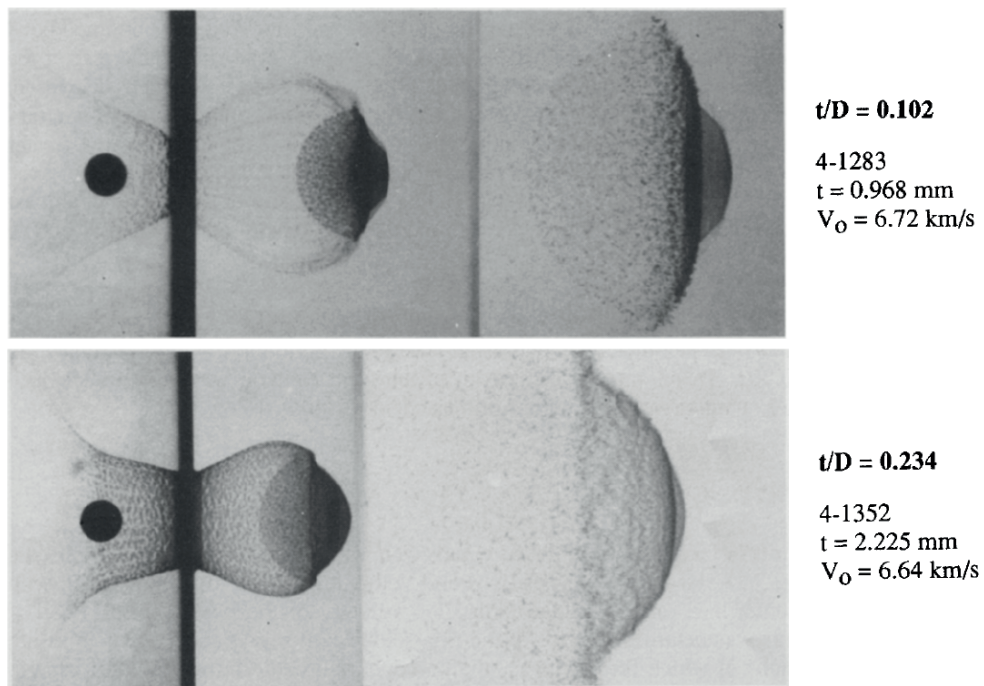 t/D = 0.102
4-1283
t = 0.968 mm
Vo = 6.72 km/s
t/D = 0.234
4-1352
t = 2.225 mm
Vo = 6.64 km/s